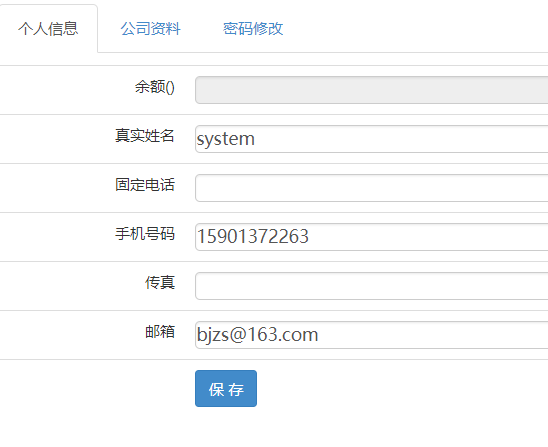 个人信息 公司资料 密码修改
余额()
真实姓名 system
固定电话
手机号码 15901372263
传真
邮箱 bjzs@163.com
保 存